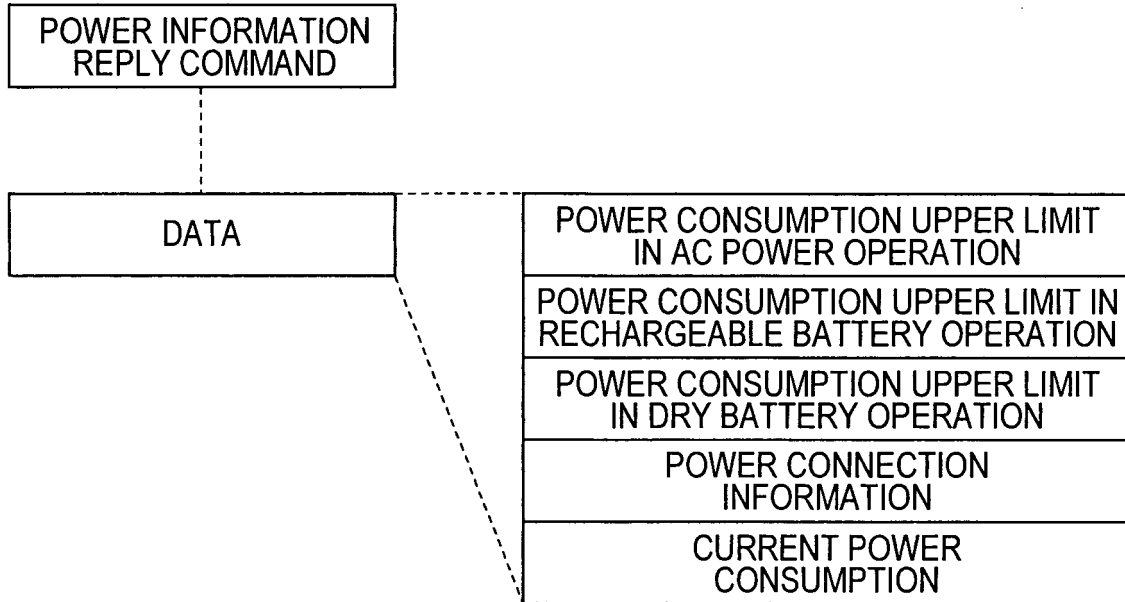 POWER INFORMATION
REPLY COMMAND
DATA
POWER CONSUMPTION UPPER LIMIT
IN AC POWER OPERATION
POWER CONSUMPTION UPPER LIMIT IN
RECHARGEABLE BATTERY OPERATION
POWER CONSUMPTION UPPER LIMIT
IN DRY BATTERY OPERATION
POWER CONNECTION
INFORMATION
CURRENT POWER
CONSUMPTION